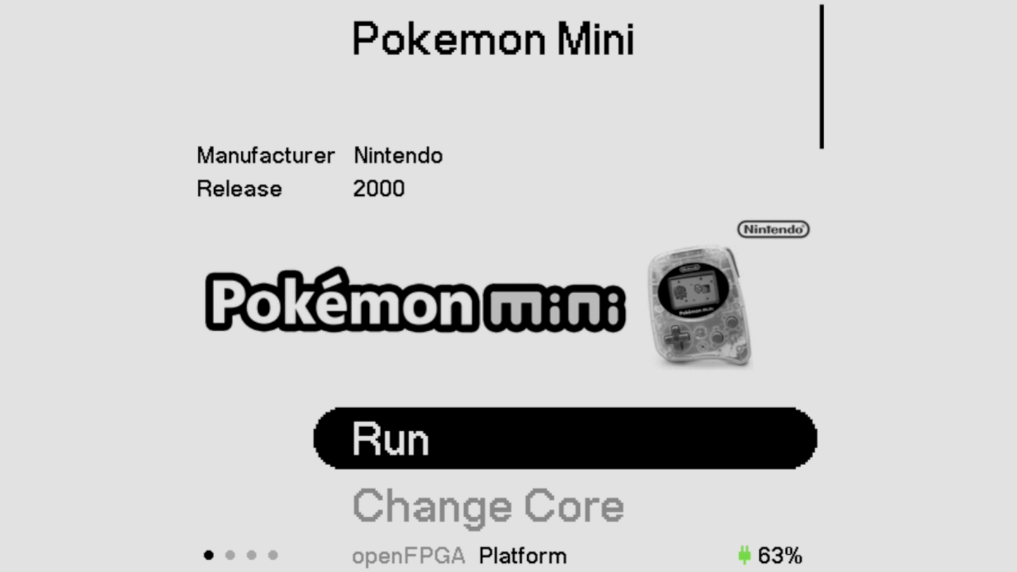 Pokemon Mini
Manufacturer Nintendo
Release 2000
Nintendo
Pokémon mini
Run
Change Core
openFPGA Platform 63%